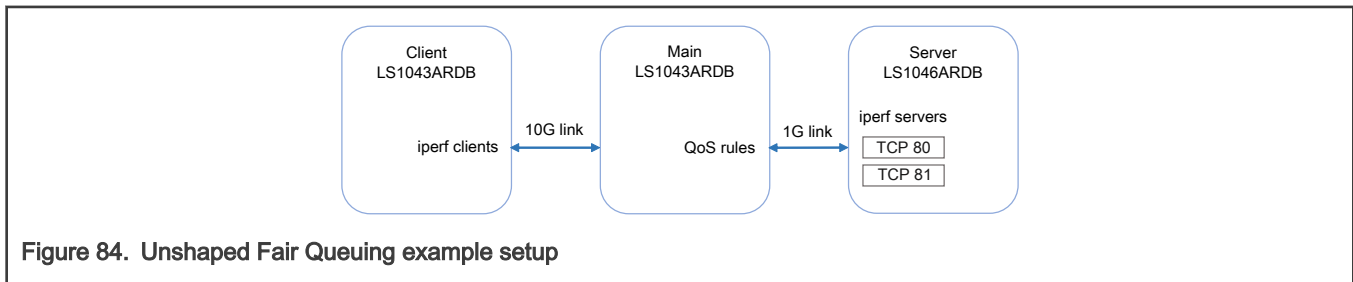 Client
LS1043ARDB
iperf clients
10G link
Main
LS1043ARDB
QoS rules
1G link
Server
LS1046ARDB
iperf servers
TCP 80
TCP 81
Figure 84. Unshaped Fair Queuing example setup